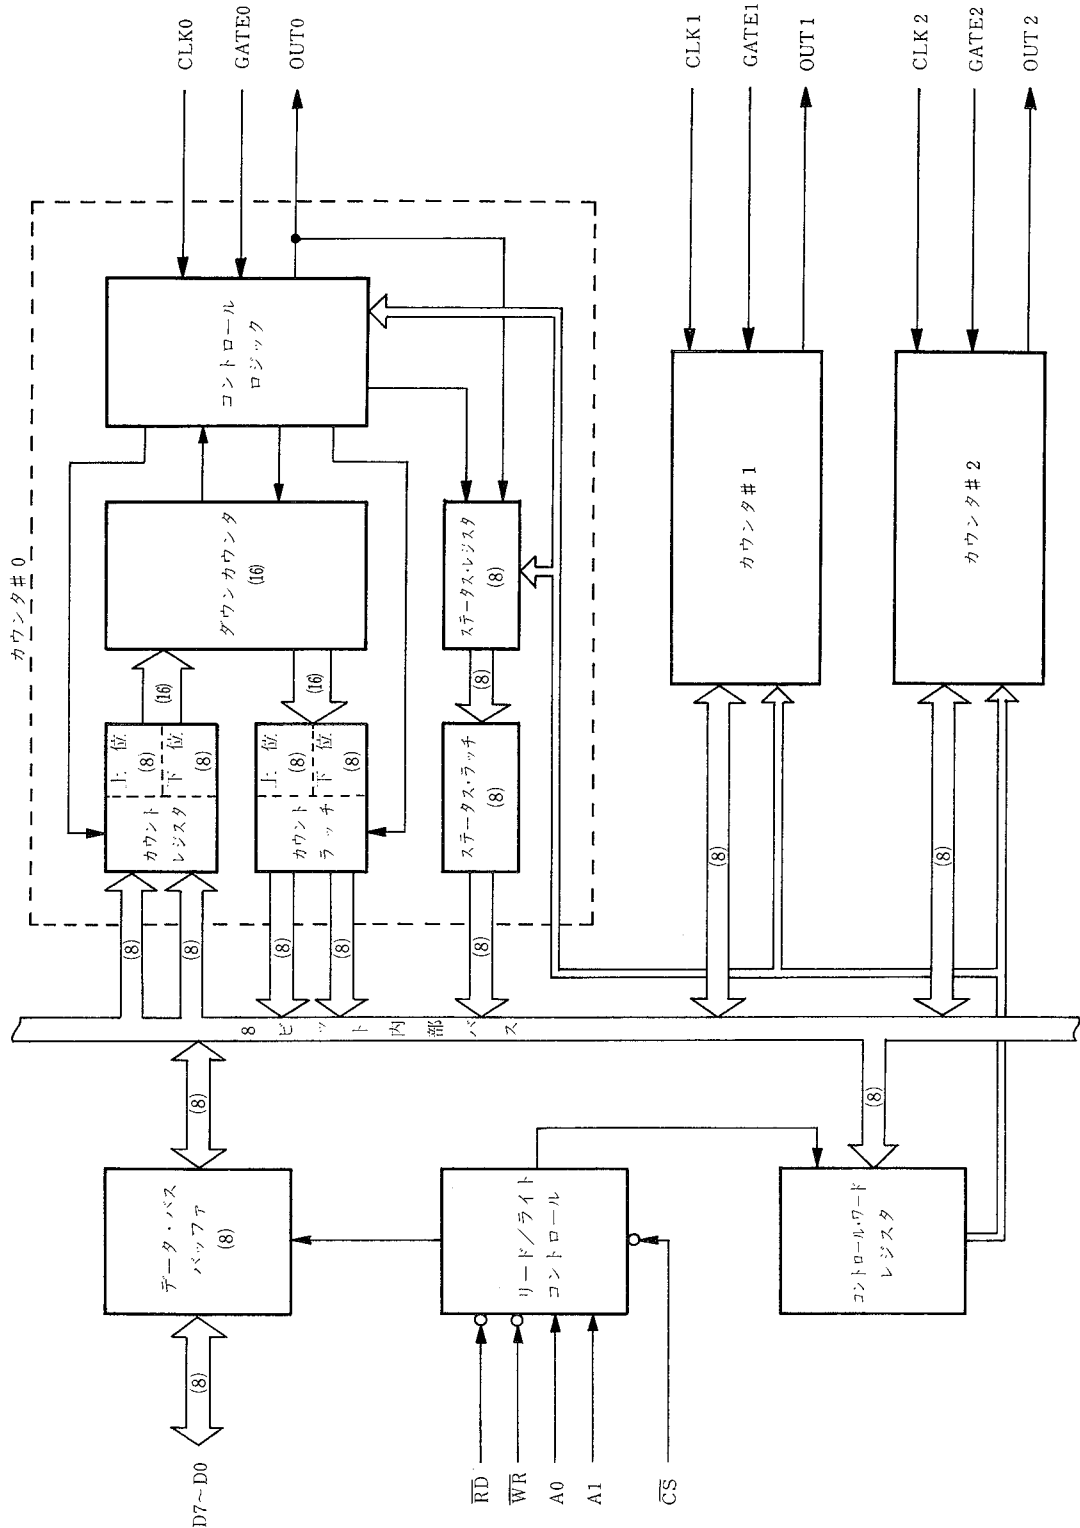 カウンタ#0
CLK0
GATE0
OUT0
コントロール
ロジック
ダウンカウンタ
(16)
(16)
(16)
カウント
レジスタ
上位
(8)
下位
(8)
カウント
ラッチ
上位
(8)
下位
(8)
ステータス・レジスタ
(8)
(8)
ステータス・ラッチ
(8)
(8)
(8)
(8)
(8)
(8)
8ビット内部バス
CLK1
GATE1
OUT1
カウンタ#1
(8)
CLK2
GATE2
OUT2
カウンタ#2
(8)
D7~D0
(8)
データ・バス
バッファ
(8)
(8)
リード/ライト
コントロール
RD
WR
A0
A1
CS
(8)
コントロール・ワード
レジスタ